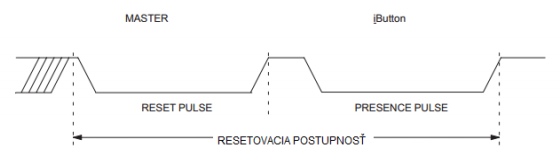 MASTER iButton
RESET PULSE PRESENCE PULSE
RESETOVACIA POSTUPNOSŤ